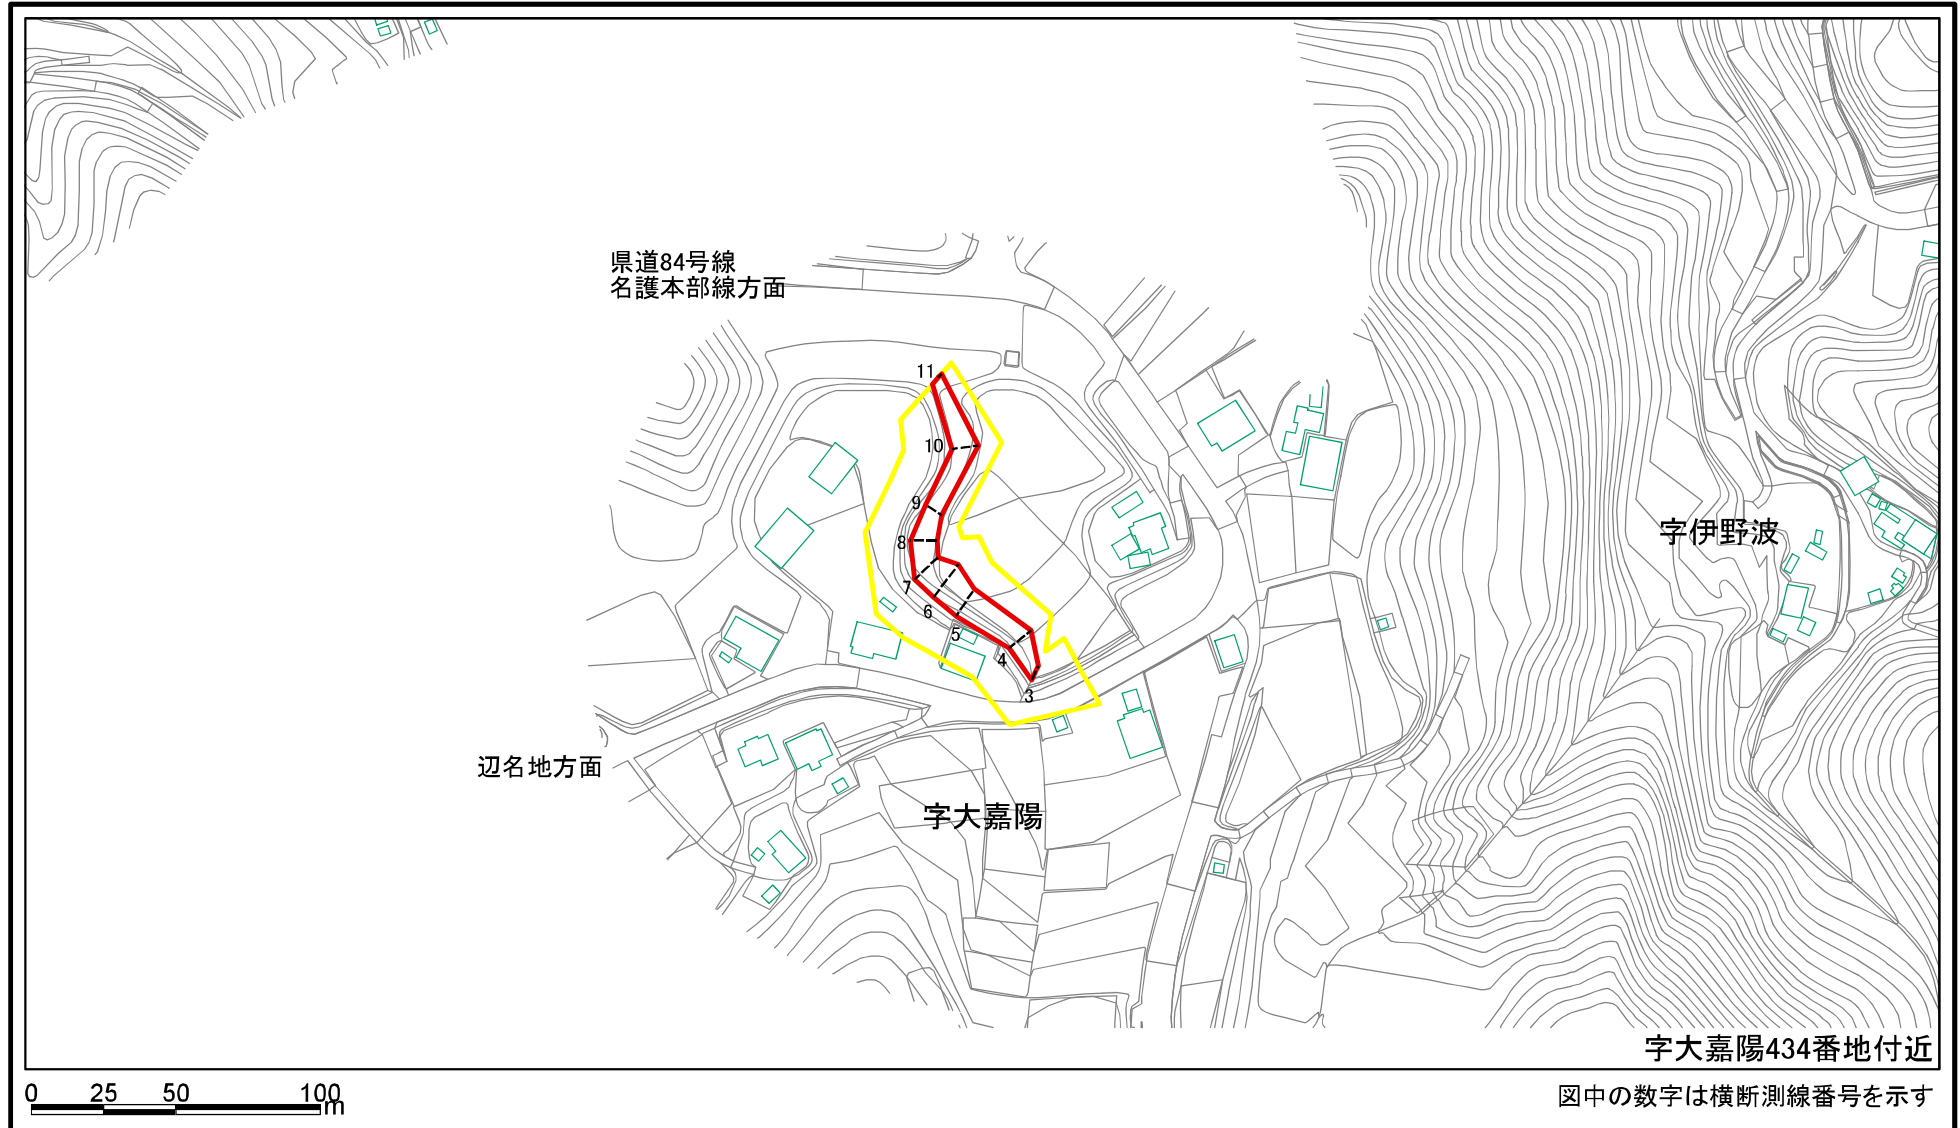 県道84号線
名護本部線方面
11
10
9
8
7
6
5
4
3
字伊野波
辺名地方面
字大嘉陽
字大嘉陽434番地付近
0 25 50 100m
図中の数字は横断測線番号を示す